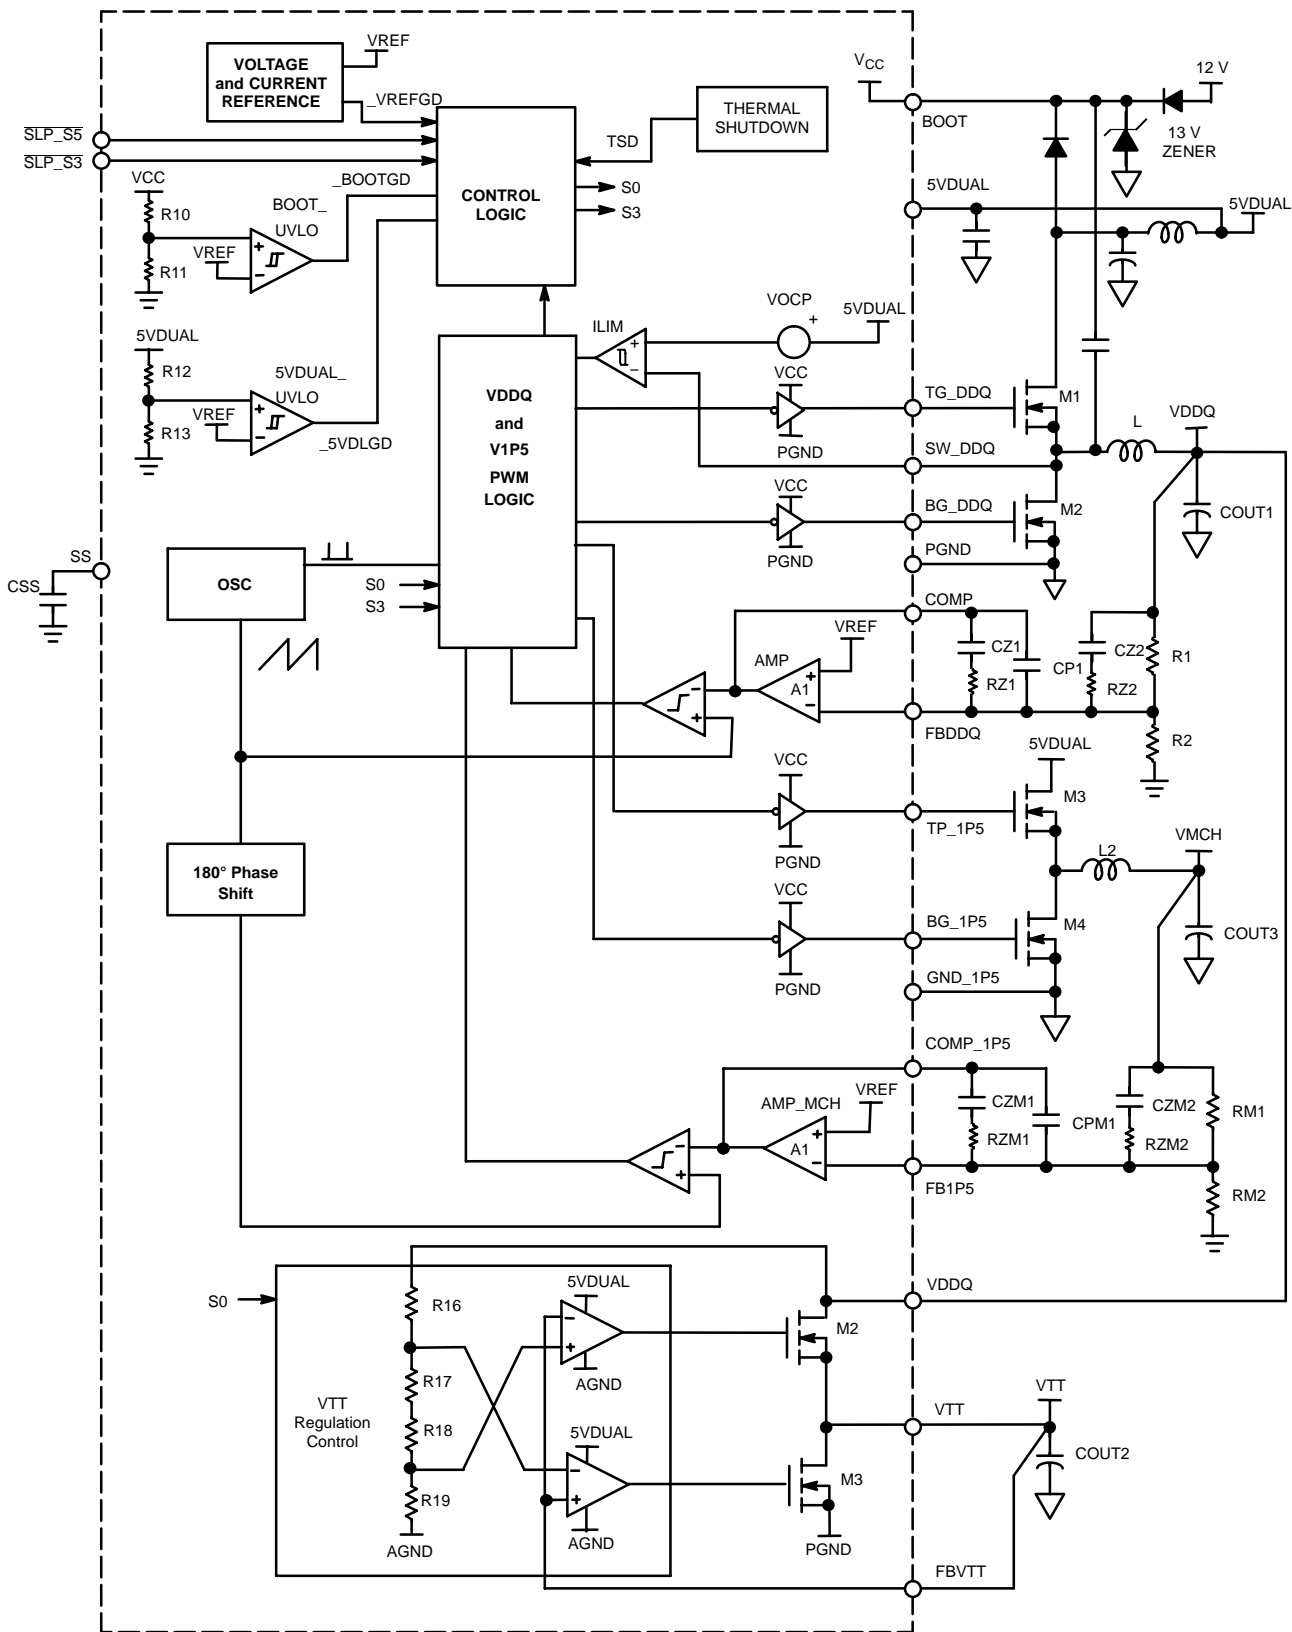 VREF
VOLTAGE
and CURRENT
REFERENCE
_VREFGD
THERMAL
SHUTDOWN
TSD
VCC
BOOT
12 V
13 V
ZENER
SLP_S5
SLP_S3
CONTROL
LOGIC
S0
S3
VCC
R10
R11
VREF
BOOT_
UVLO
_BOOTGD
5VDUAL
5VDUAL
5VDUAL
R12
R13
VREF
5VDUAL_
UVLO
_5VDLGD
VDDQ
and
V1P5
PWM
LOGIC
ILIM
VOCP
5VDUAL
VCC
PGND
TG_DDQ
M1
SW_DDQ
L
VDDQ
COUT1
VCC
PGND
BG_DDQ
M2
PGND
SS
CSS
OSC
S0
S3
COMP
VREF
AMP
A1
CZ1
RZ1
CP1
CZ2
RZ2
R1
FBDDQ
R2
5VDUAL
VCC
PGND
TP_1P5
M3
180° Phase
Shift
L2
VMCH
COUT3
VCC
PGND
BG_1P5
M4
GND_1P5
COMP_1P5
VREF
AMP_MCH
A1
CZM1
RZM1
CPM1
CZM2
RZM2
RM1
FB1P5
RM2
S0
VTT
Regulation
Control
R16
R17
R18
R19
AGND
5VDUAL
AGND
5VDUAL
AGND
VDDQ
M2
VTT
VTT
COUT2
M3
PGND
FBVTT